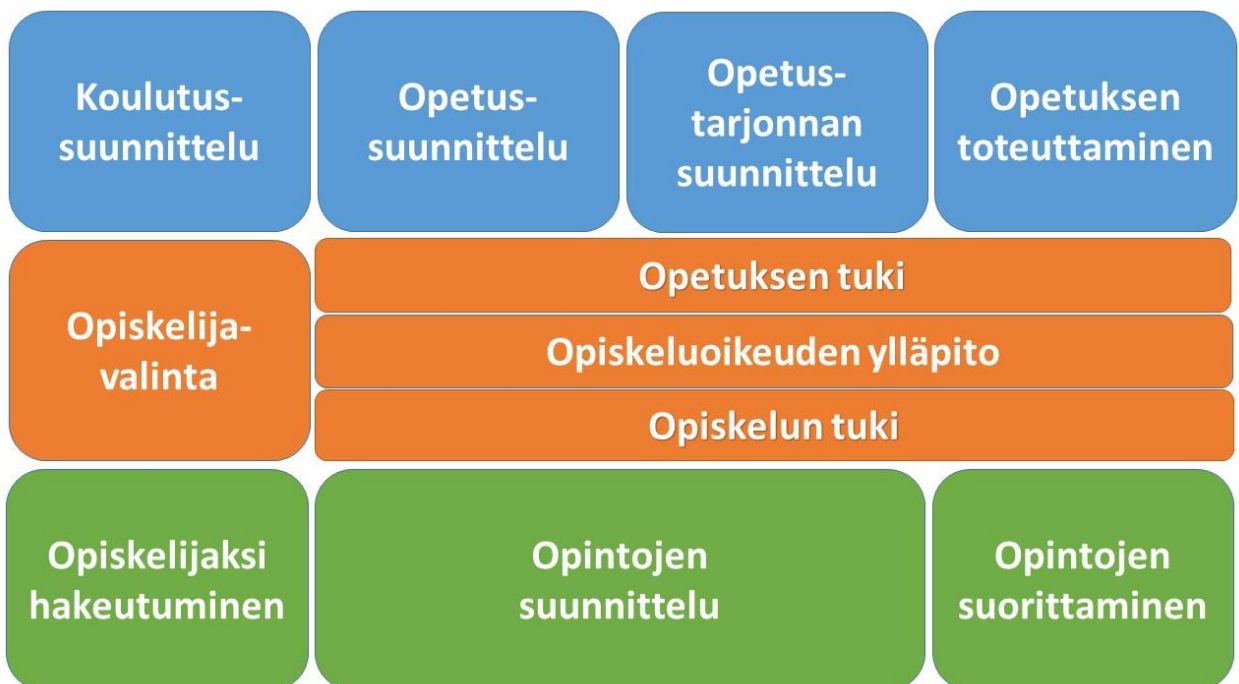 Koulutus-
suunnittelu
Opetus-
suunnittelu
Opetus-
tarjonnan
suunnittelu
Opetuksen
toteuttaminen
Opiskelija-
valinta
Opetuksen tuki
Opiskeluoikeuden ylläpito
Opiskelun tuki
Opiskelijaksi
hakeutuminen
Opintojen
suunnittelu
Opintojen
suorittaminen